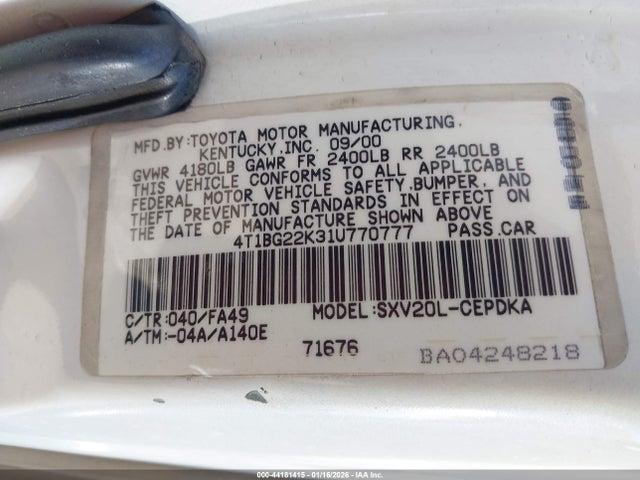 MFD.BY:TOYOTA MOTOR MANUFACTURING,
KENTUCKY,INC. 09/00
GVWR 4180LB GAWR FR 2400LB RR 2400LB
THIS VEHICLE CONFORMS TO ALL APPLICABLE
FEDERAL MOTOR VEHICLE SAFETY,BUMPER, AND
THEFT PREVENTION STANDARDS IN EFFECT ON
THE DATE OF MANUFACTURE SHOWN ABOVE
4T1BG22K31U770777 PASS.CAR
C/TR:040/FA49 MODEL:SXV20L-CEPDKA
A/TM:-04A/A140E
71676 BA04248218
000-44181415 - 01/16/2026 - IAA Inc.